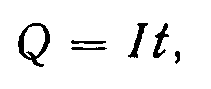 Q = It,